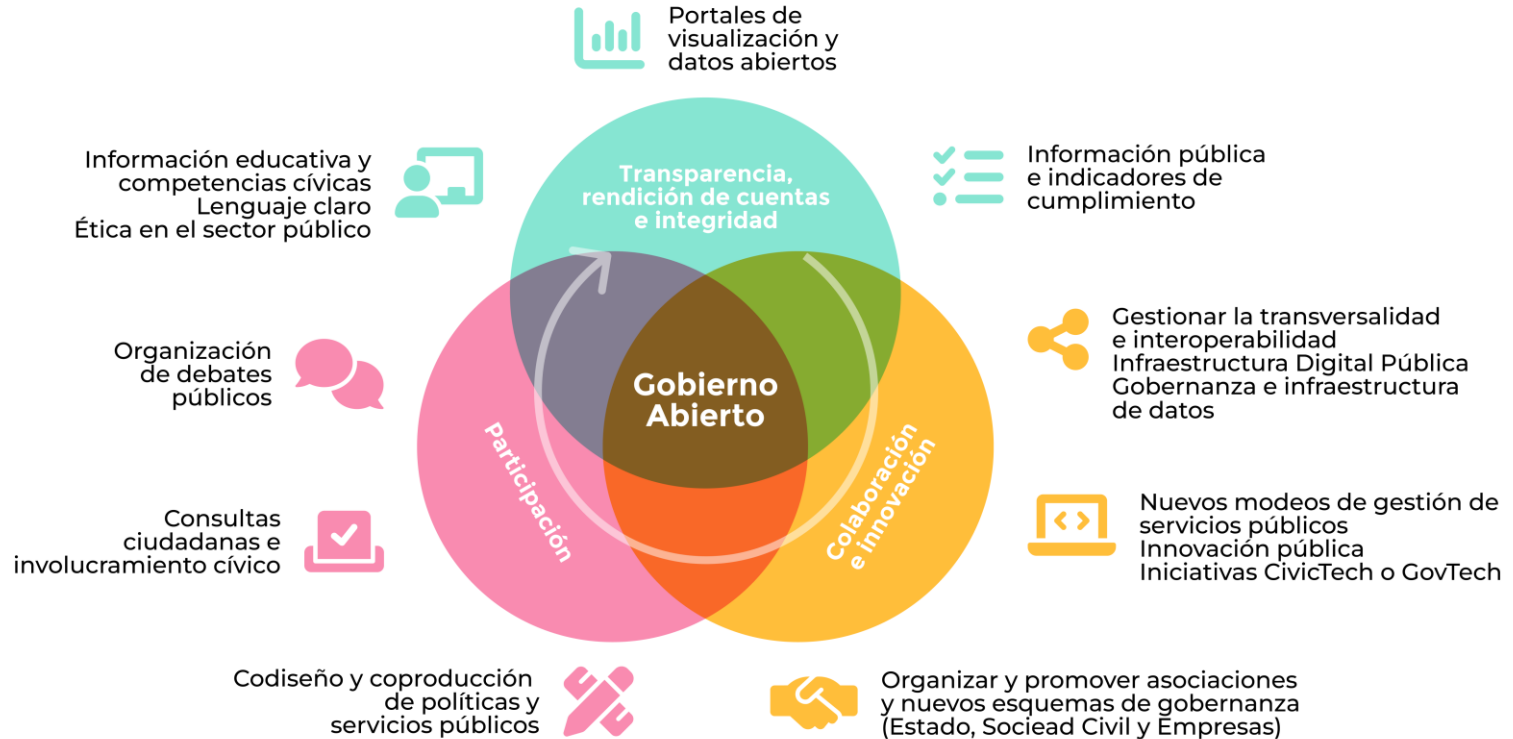 Portales de
visualización y
datos abiertos
Información educativa y
competencias cívicas
Lenguaje claro
Ética en el sector público
Transparencia,
rendición de cuentas
e integridad
Información pública
e indicadores de
cumplimiento
Organización
de debates
públicos
Gobierno
Abierto
Gestionar la transversalidad
e interoperabilidad
Infraestructura Digital Pública
Gobernanza e infraestructura
de datos
Participación
Colaboración
e innovación
Consultas
ciudadanas e
involucramiento cívico
Nuevos modeos de gestión de
servicios públicos
Innovación pública
Iniciativas CivicTech o GovTech
Codiseño y coproducción
de políticas y
servicios públicos
Organizar y promover asociaciones
y nuevos esquemas de gobernanza
(Estado, Sociead Civil y Empresas)